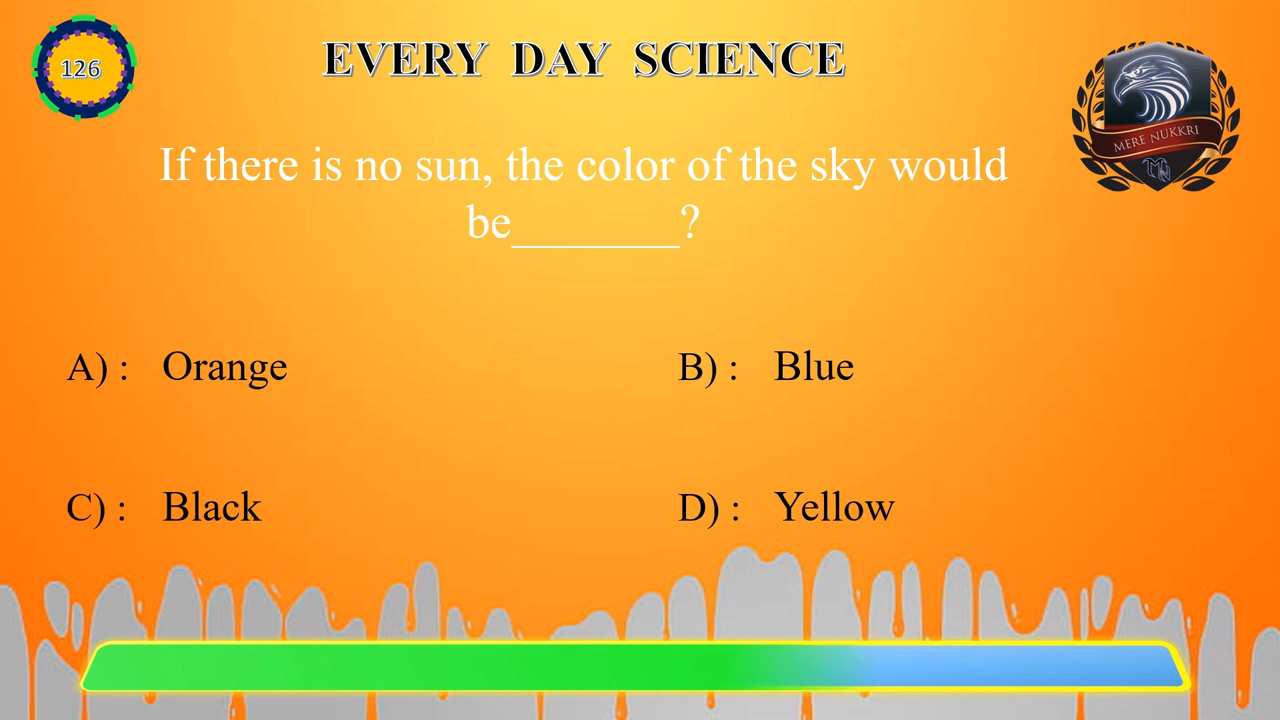 126
EVERY DAY SCIENCE
MERE NUKKRI
If there is no sun, the color of the sky would
be_______?
A) : Orange
B) : Blue
C) : Black
D) : Yellow